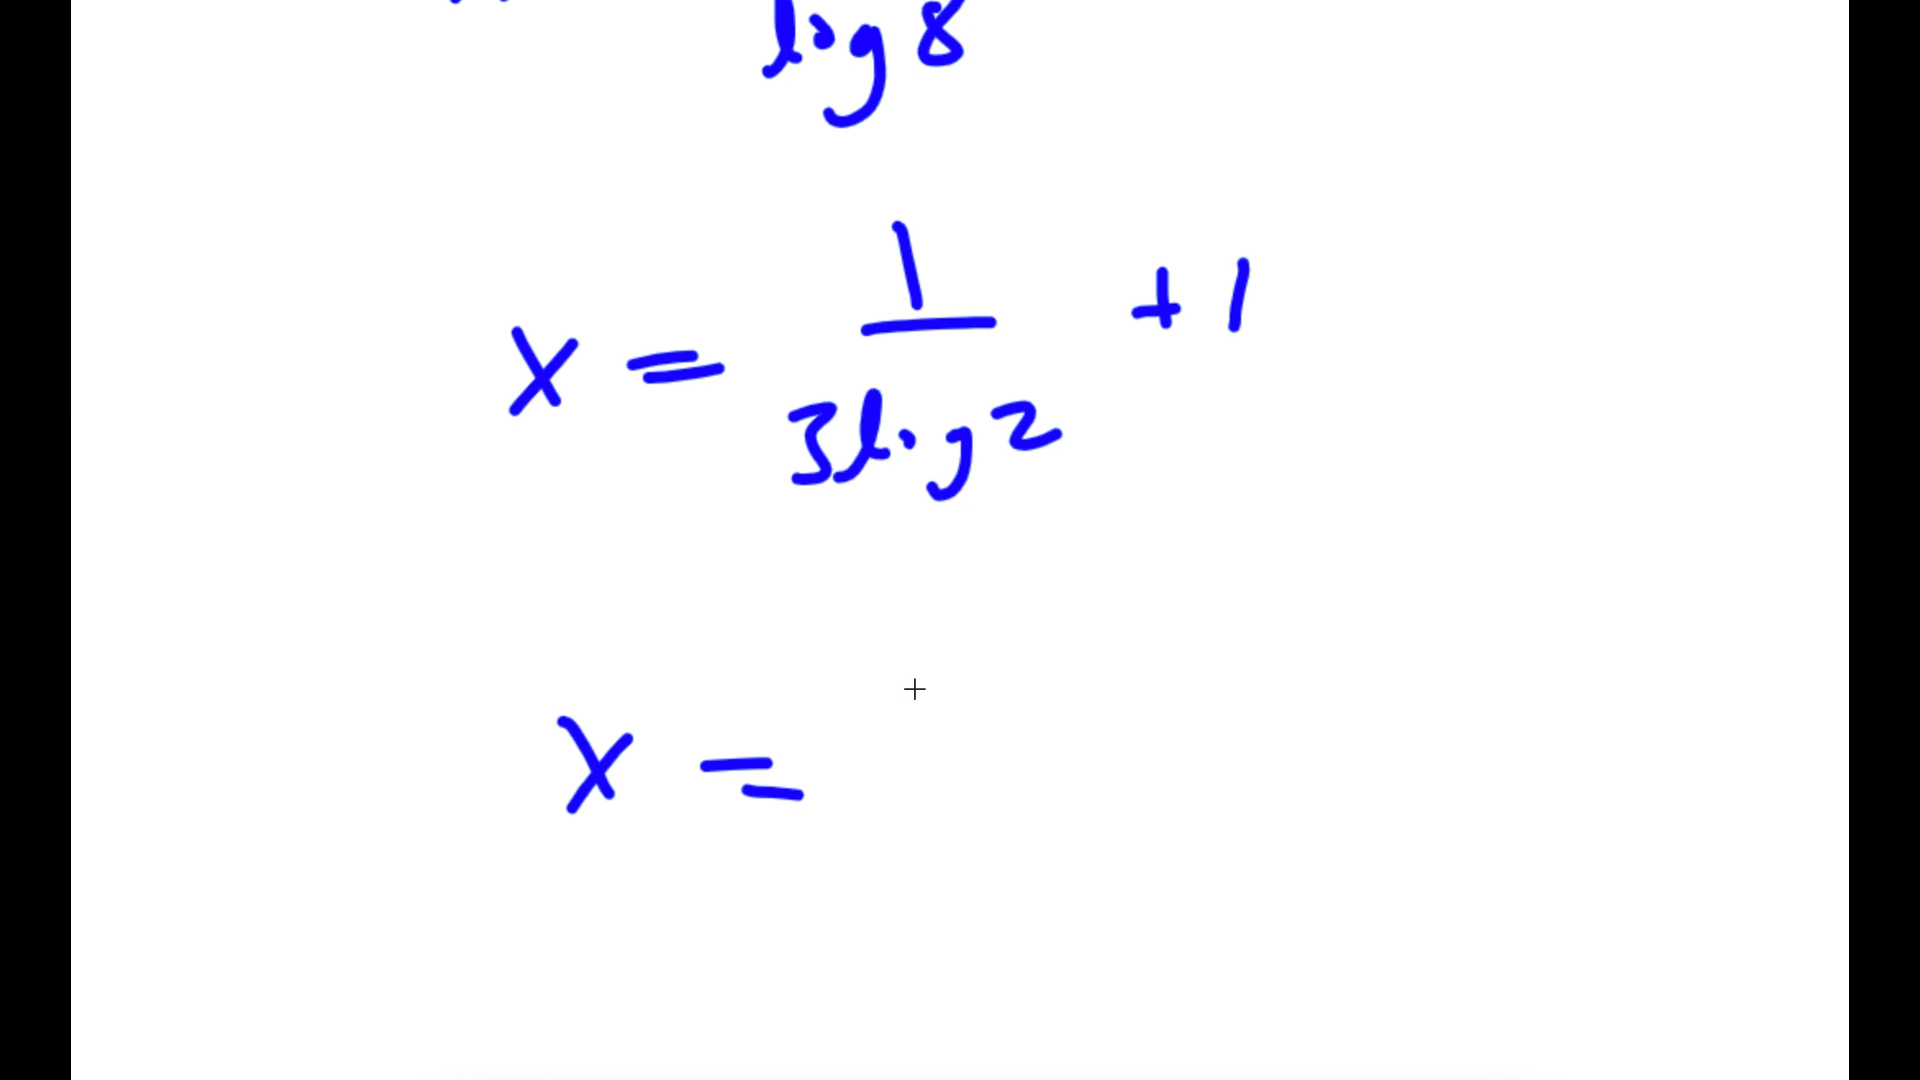 log 8
x = 1 / 3log2 + 1
x =